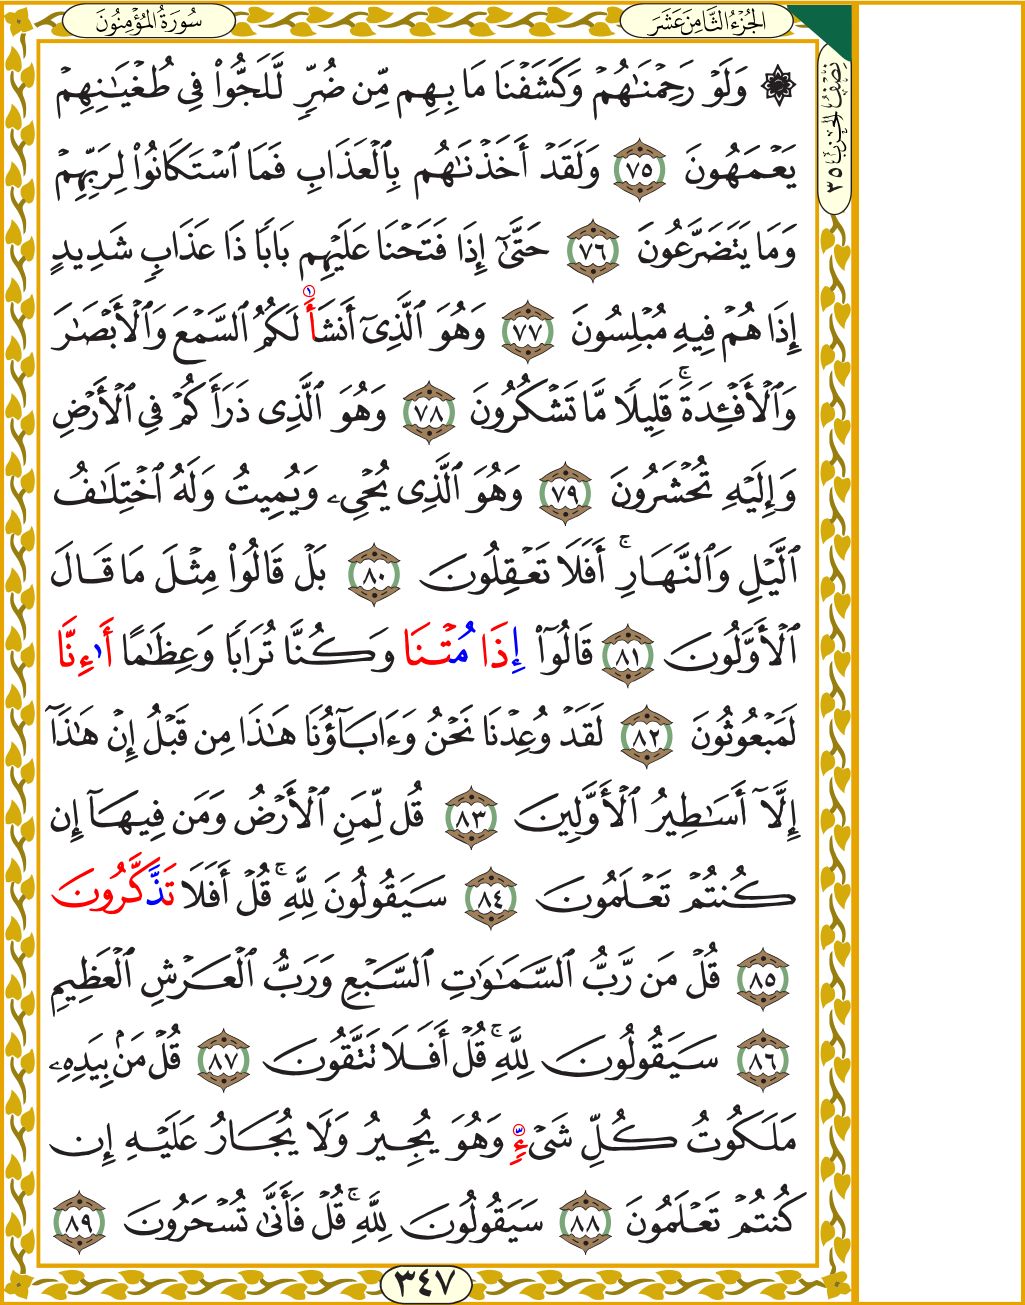 سُورَةُ المُؤْمِنُونَ
الجُزْءُ الثَّامِنَ عَشَرَ
نِصْفُ الحِزْبِ ٣٥
۞ وَلَوْ رَحِمْنَٰهُمْ وَكَشَفْنَا مَا بِهِم مِّن ضُرٍّ لَّلَجُّوا۟ فِى طُغْيَٰنِهِمْ
يَعْمَهُونَ ٧٥ وَلَقَدْ أَخَذْنَٰهُم بِٱلْعَذَابِ فَمَا ٱسْتَكَانُوا۟ لِرَبِّهِمْ
وَمَا يَتَضَرَّعُونَ ٧٦ حَتَّىٰٓ إِذَا فَتَحْنَا عَلَيْهِم بَابًا ذَا عَذَابٍ شَدِيدٍ
إِذَا هُمْ فِيهِ مُبْلِسُونَ ٧٧ وَهُوَ ٱلَّذِىٓ أَنشَأَ لَكُمُ ٱلسَّمْعَ وَٱلْأَبْصَٰرَ
وَٱلْأَفْـِٔدَةَ ۚ قَلِيلًا مَّا تَشْكُرُونَ ٧٨ وَهُوَ ٱلَّذِى ذَرَأَكُمْ فِى ٱلْأَرْضِ
وَإِلَيْهِ تُحْشَرُونَ ٧٩ وَهُوَ ٱلَّذِى يُحْىِۦ وَيُمِيتُ وَلَهُ ٱخْتِلَٰفُ
ٱلَّيْلِ وَٱلنَّهَارِ ۚ أَفَلَا تَعْقِلُونَ ٨٠ بَلْ قَالُوا۟ مِثْلَ مَا قَالَ
ٱلْأَوَّلُونَ ٨١ قَالُوٓا۟ إِذَا مُتْنَا وَكُنَّا تُرَابًا وَعِظَٰمًا أَٰءِنَّا
لَمَبْعُوثُونَ ٨٢ لَقَدْ وُعِدْنَا نَحْنُ وَءَابَآؤُنَا هَٰذَا مِن قَبْلُ إِنْ هَٰذَآ
إِلَّآ أَسَٰطِيرُ ٱلْأَوَّلِينَ ٨٣ قُل لِّمَنِ ٱلْأَرْضُ وَمَن فِيهَآ إِن
كُنتُمْ تَعْلَمُونَ ٨٤ سَيَقُولُونَ لِلَّهِ ۚ قُلْ أَفَلَا تَذَّكَّرُونَ
٨٥ قُلْ مَن رَّبُّ ٱلسَّمَٰوَٰتِ ٱلسَّبْعِ وَرَبُّ ٱلْعَرْشِ ٱلْعَظِيمِ
٨٦ سَيَقُولُونَ لِلَّهِ ۚ قُلْ أَفَلَا تَتَّقُونَ ٨٧ قُلْ مَنۢ بِيَدِهِۦ
مَلَكُوتُ كُلِّ شَىْءٍ وَهُوَ يُجِيرُ وَلَا يُجَارُ عَلَيْهِ إِن
كُنتُمْ تَعْلَمُونَ ٨٨ سَيَقُولُونَ لِلَّهِ ۚ قُلْ فَأَنَّىٰ تُسْحَرُونَ ٨٩
٣٤٧